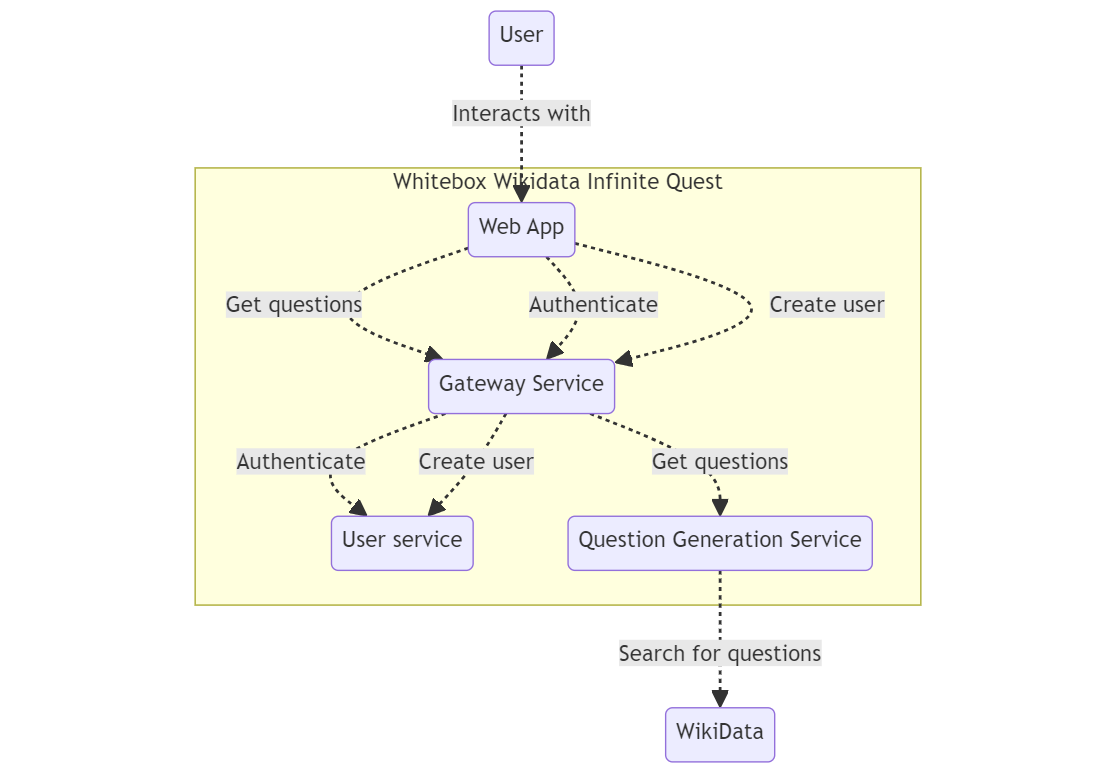 User
Interacts with
Whitebox Wikidata Infinite Quest
Web App
Get questions
Authenticate
Create user
Gateway Service
Authenticate
Create user
Get questions
User service
Question Generation Service
Search for questions
WikiData